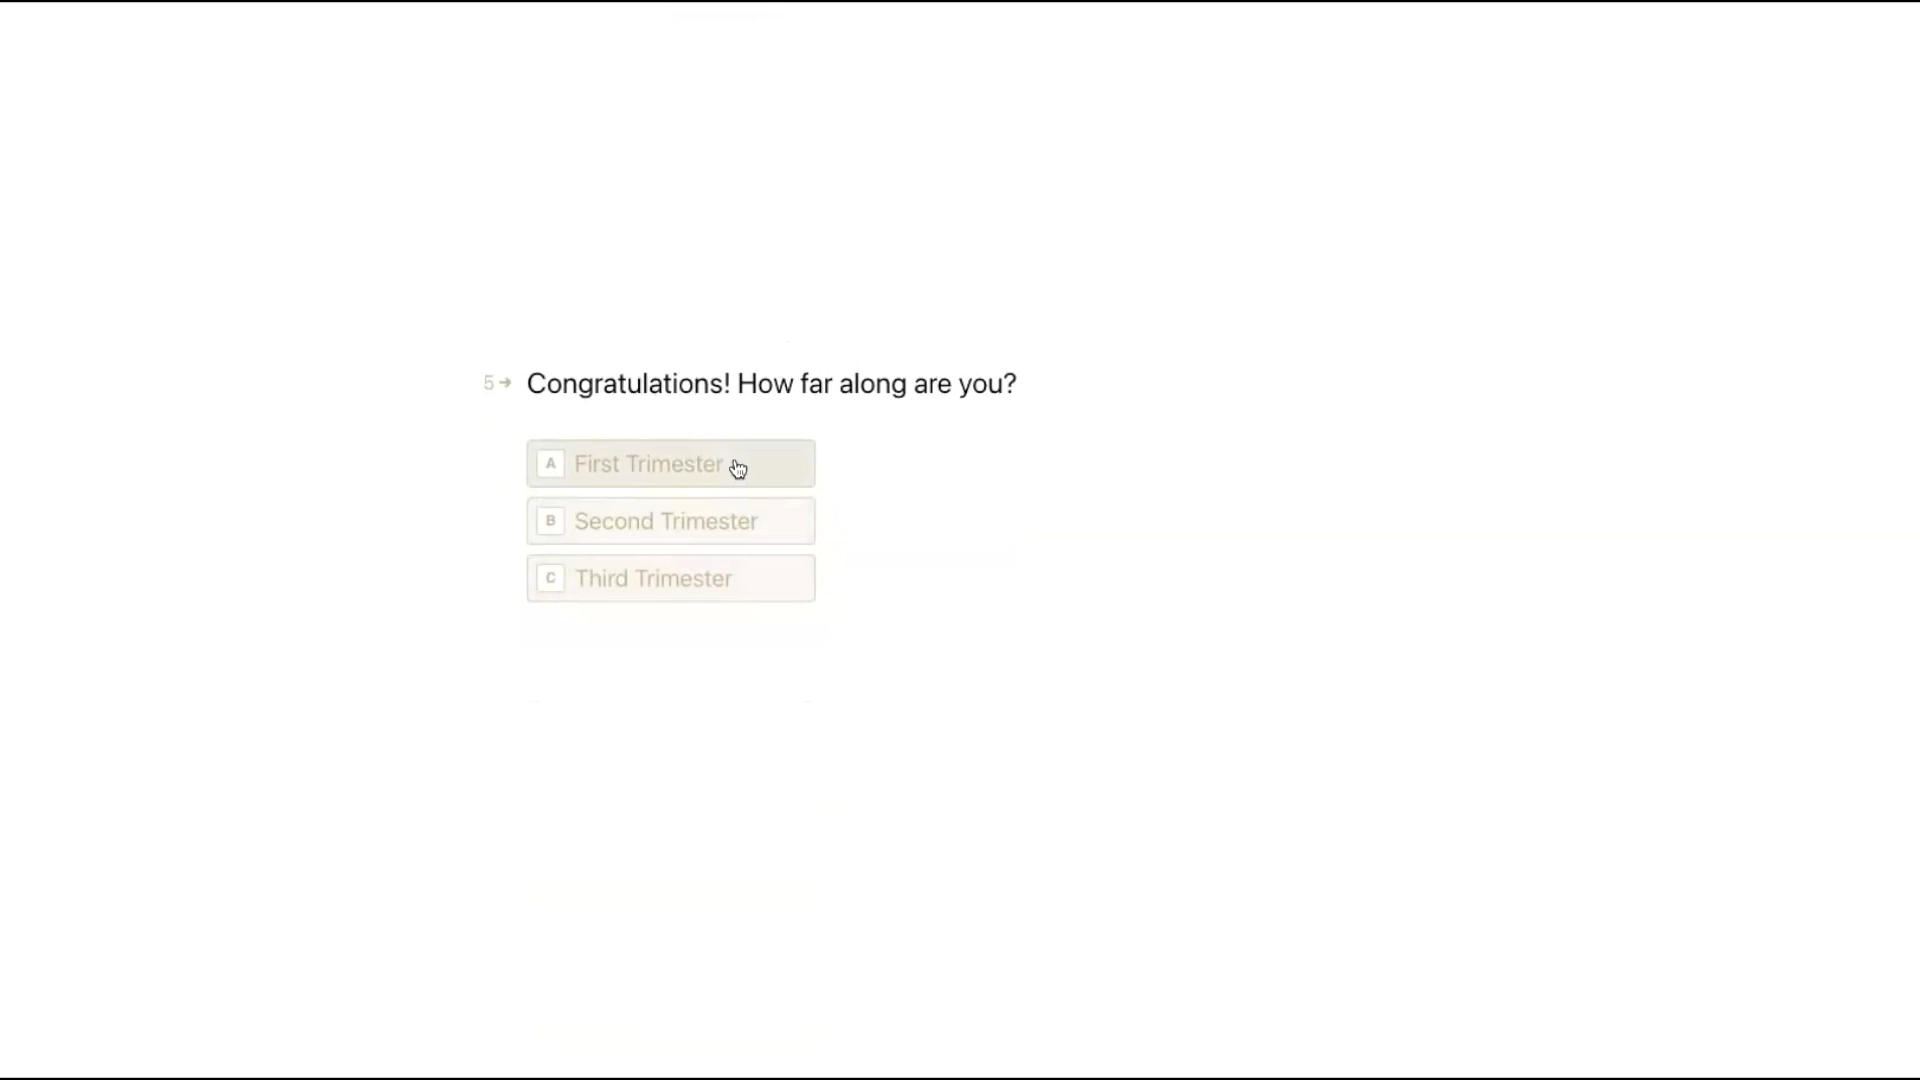 5 → Congratulations! How far along are you?
A First Trimester
B Second Trimester
C Third Trimester